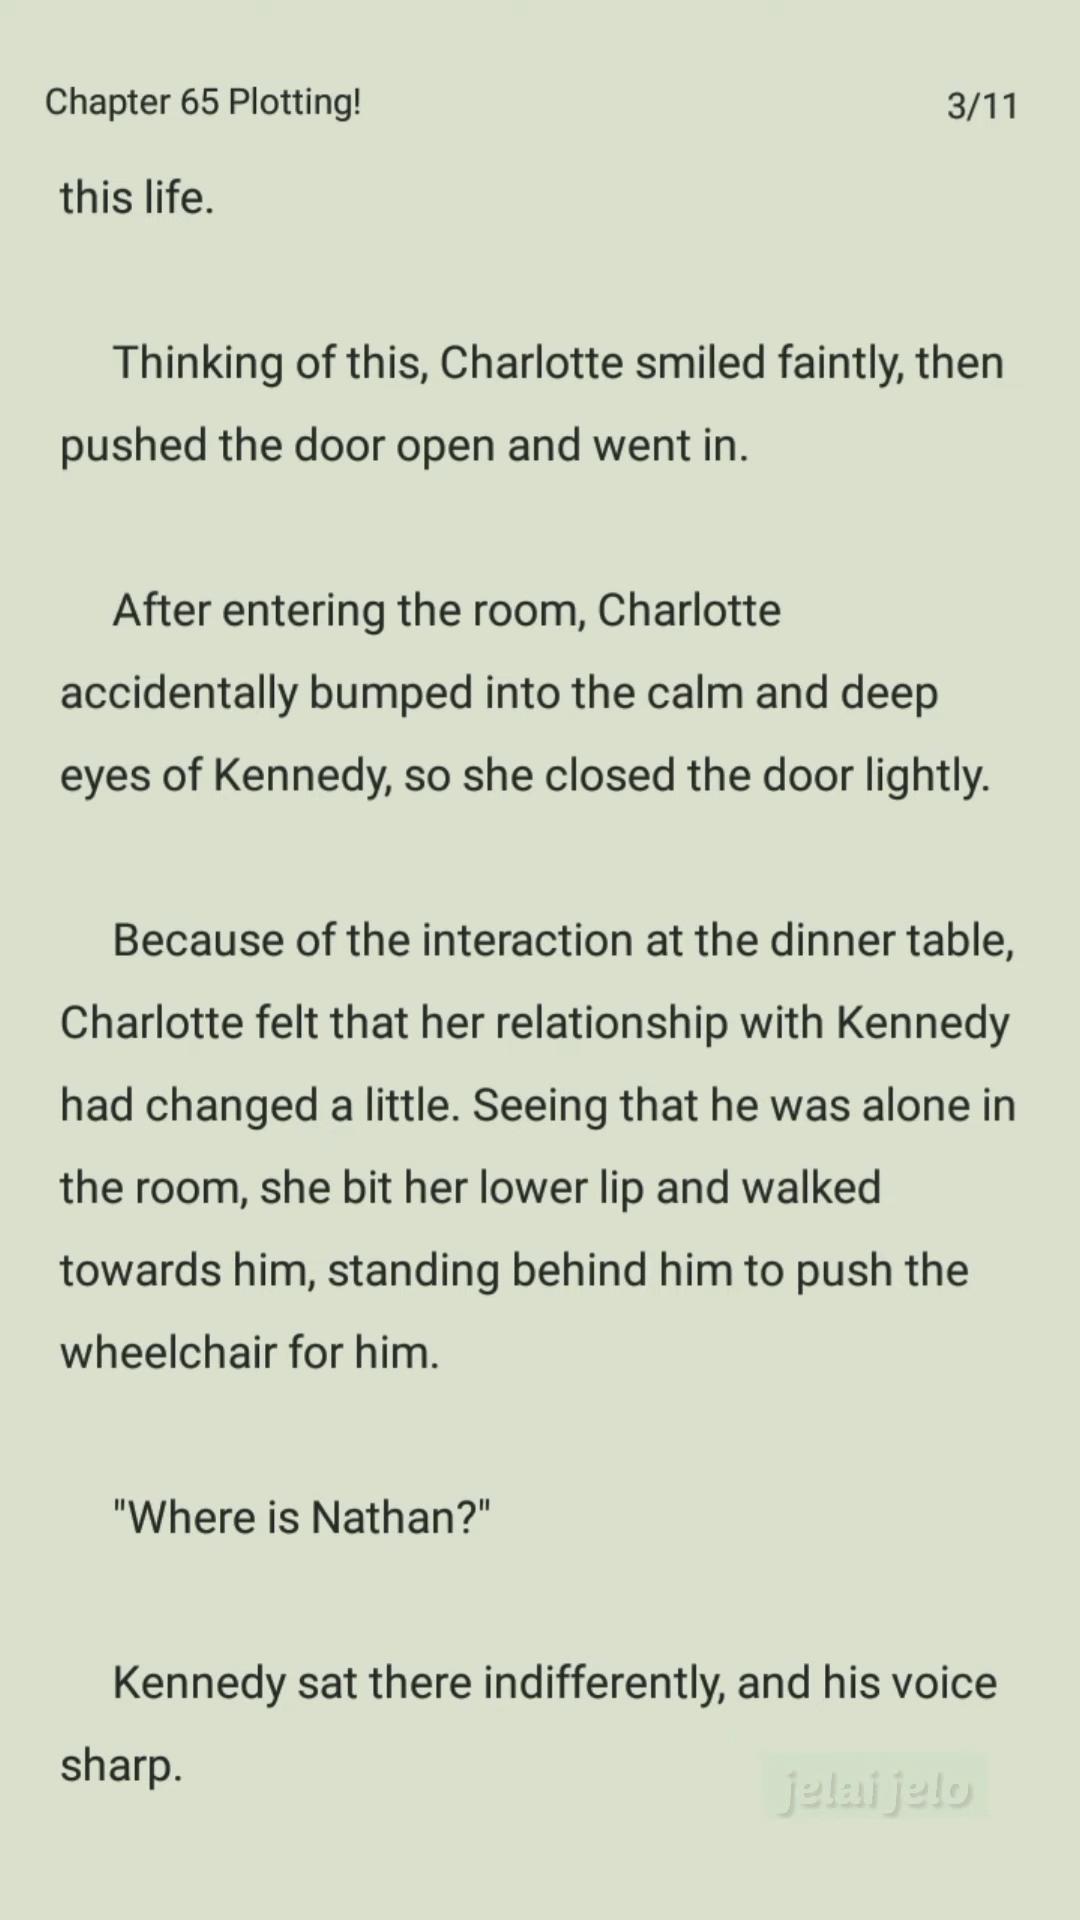 Chapter 65 Plotting!
3/11
this life.
Thinking of this, Charlotte smiled faintly, then
pushed the door open and went in.
After entering the room, Charlotte
accidentally bumped into the calm and deep
eyes of Kennedy, so she closed the door lightly.
Because of the interaction at the dinner table,
Charlotte felt that her relationship with Kennedy
had changed a little. Seeing that he was alone in
the room, she bit her lower lip and walked
towards him, standing behind him to push the
wheelchair for him.
"Where is Nathan?"
Kennedy sat there indifferently, and his voice
sharp.
jelai jelo